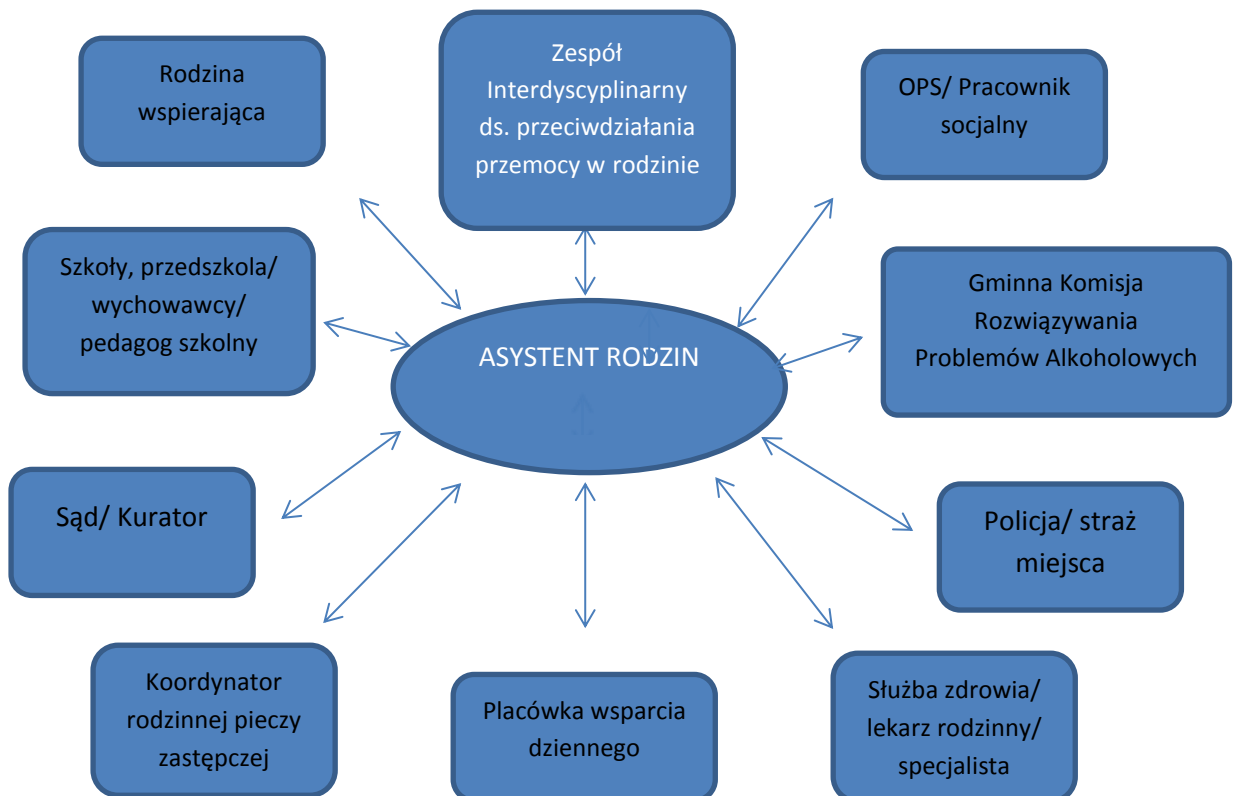 Rodzina
wspierająca
Zespół
Interdyscyplinarny
ds. przeciwdziałania
przemocy w rodzinie
OPS/ Pracownik
socjalny
Szkoły, przedszkola/
wychowawcy/
pedagog szkolny
ASYSTENT RODZIN
Gminna Komisja
Rozwiązywania
Problemów Alkoholowych
Sąd/ Kurator
Policja/ straż
miejsca
Koordynator
rodzinnej pieczy
zastępczej
Placówka wsparcia
dziennego
Służba zdrowia/
lekarz rodzinny/
specjalista